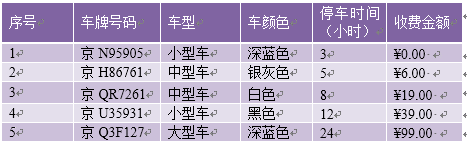 序号 车牌号码 车型 车颜色 停车时间（小时） 收费金额
1 京 N95905 小型车 深蓝色 3 ¥0.00
2 京 H86761 中型车 银灰色 5 ¥6.00
3 京 QR7261 中型车 白色 8 ¥19.00
4 京 U35931 小型车 黑色 12 ¥39.00
5 京 Q3F127 大型车 深蓝色 24 ¥99.00